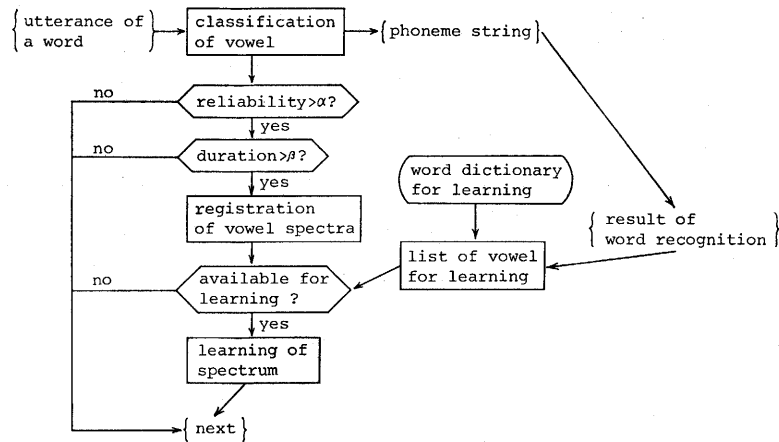 {utterance of
a word}
classification
of vowel
{phoneme string}
no
reliability>α?
yes
no
duration>β?
yes
word dictionary
for learning
registration
of vowel spectra
{result of
word recognition}
list of vowel
for learning
no
available for
learning ?
yes
learning of
spectrum
{next}